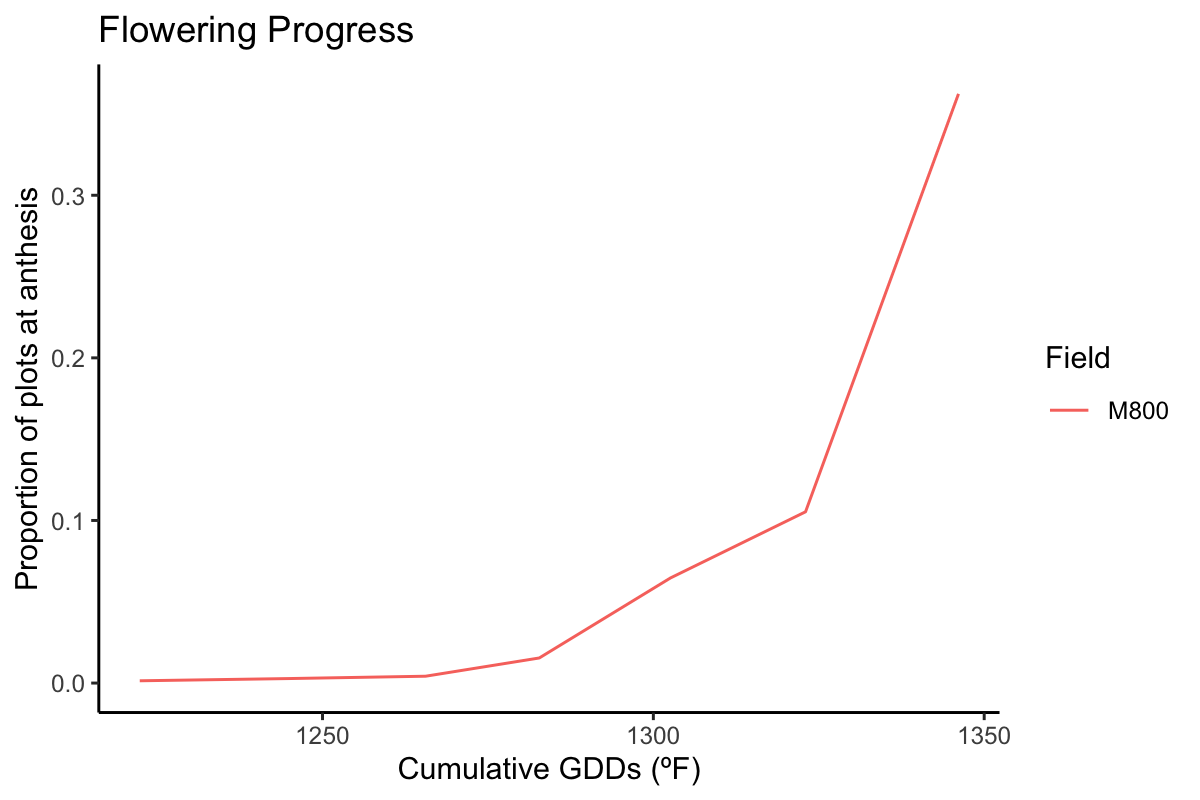 Flowering Progress
Proportion of plots at anthesis
0.3
0.2
0.1
0.0
1250
1300
1350
Cumulative GDDs (ºF)
Field
M800